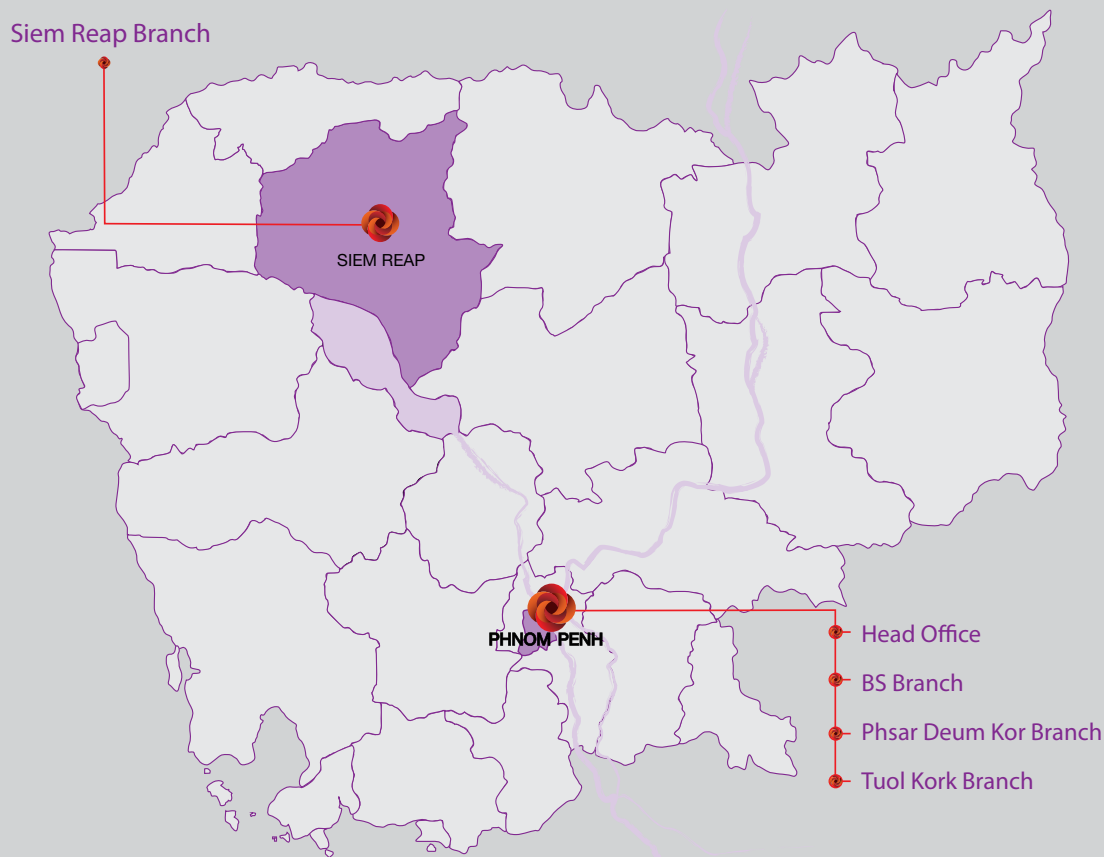 Siem Reap Branch
SIEM REAP
PHNOM PENH
Head Office
BS Branch
Phsar Deum Kor Branch
Tuol Kork Branch